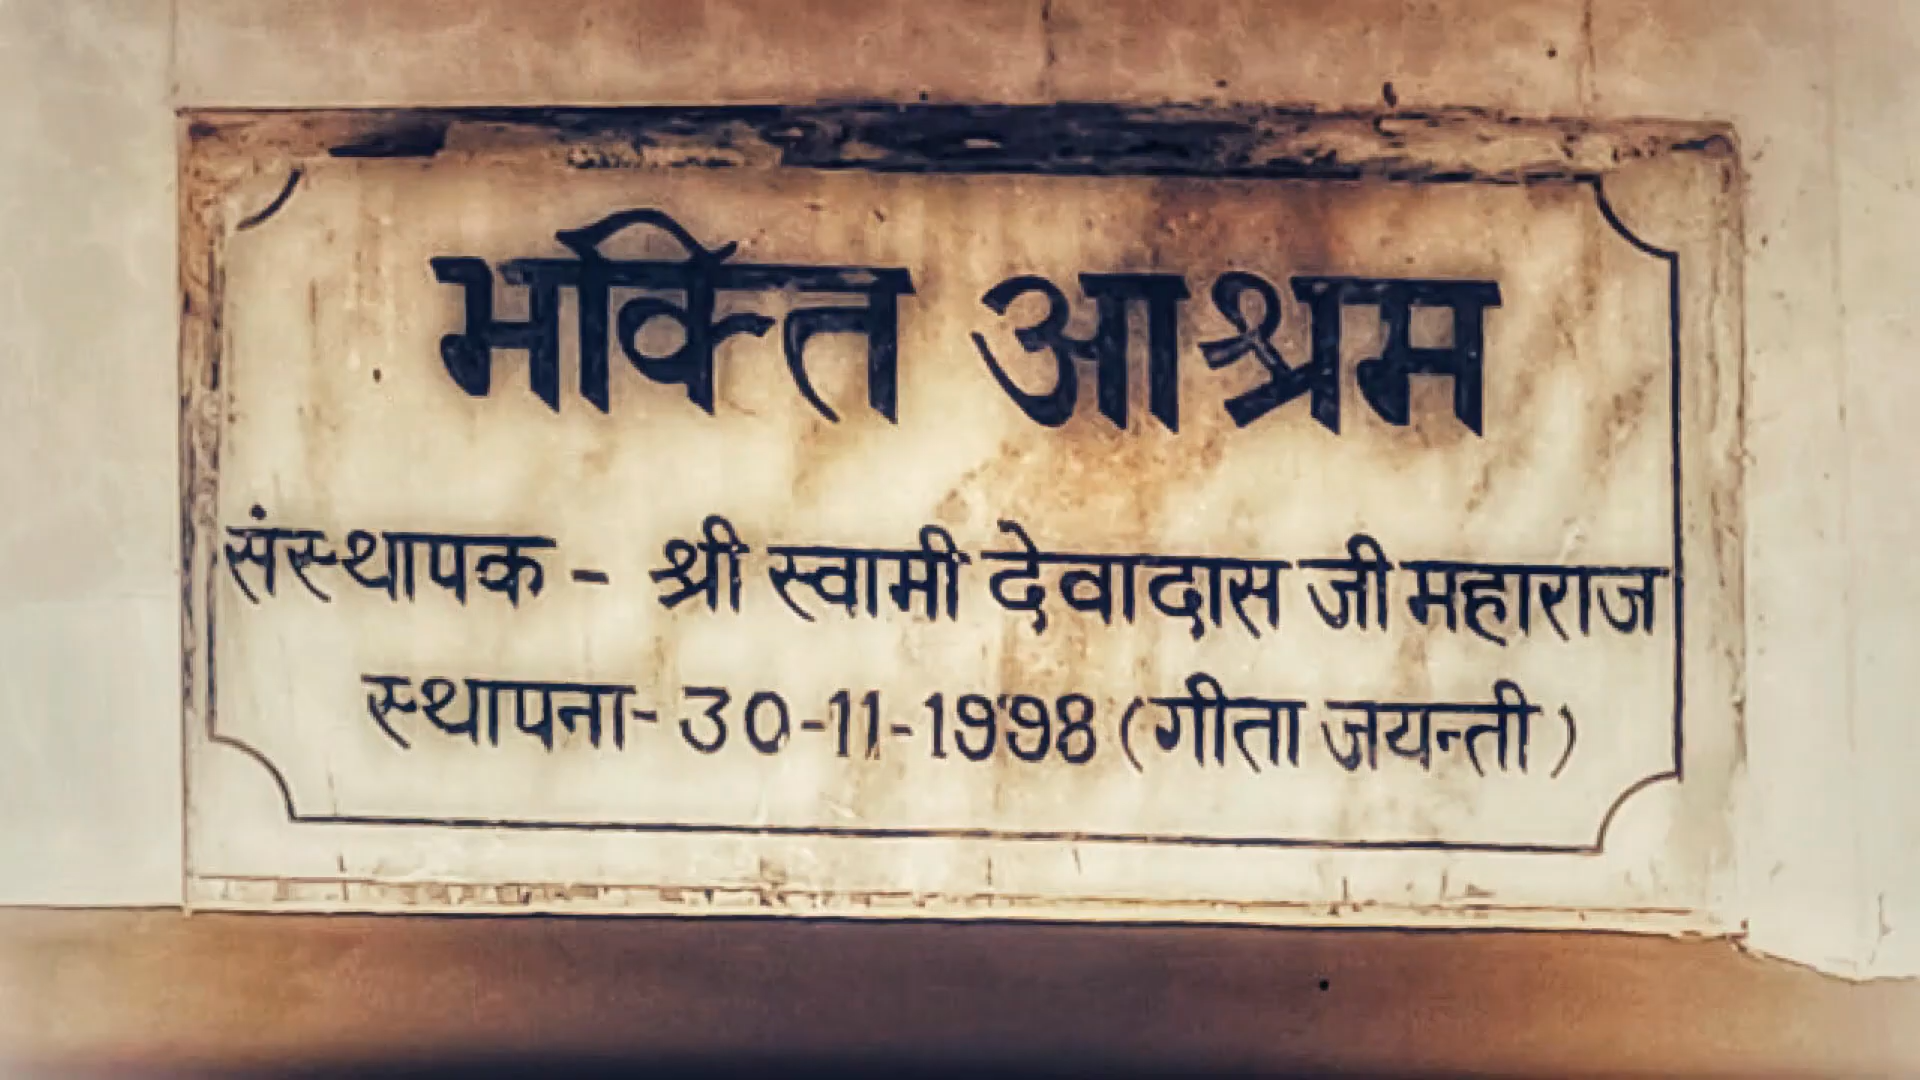 भक्ति आश्रम
संस्थापक - श्री स्वामी देवादास जी महाराज
स्थापना- 30-11-1998 (गीता जयन्ती)